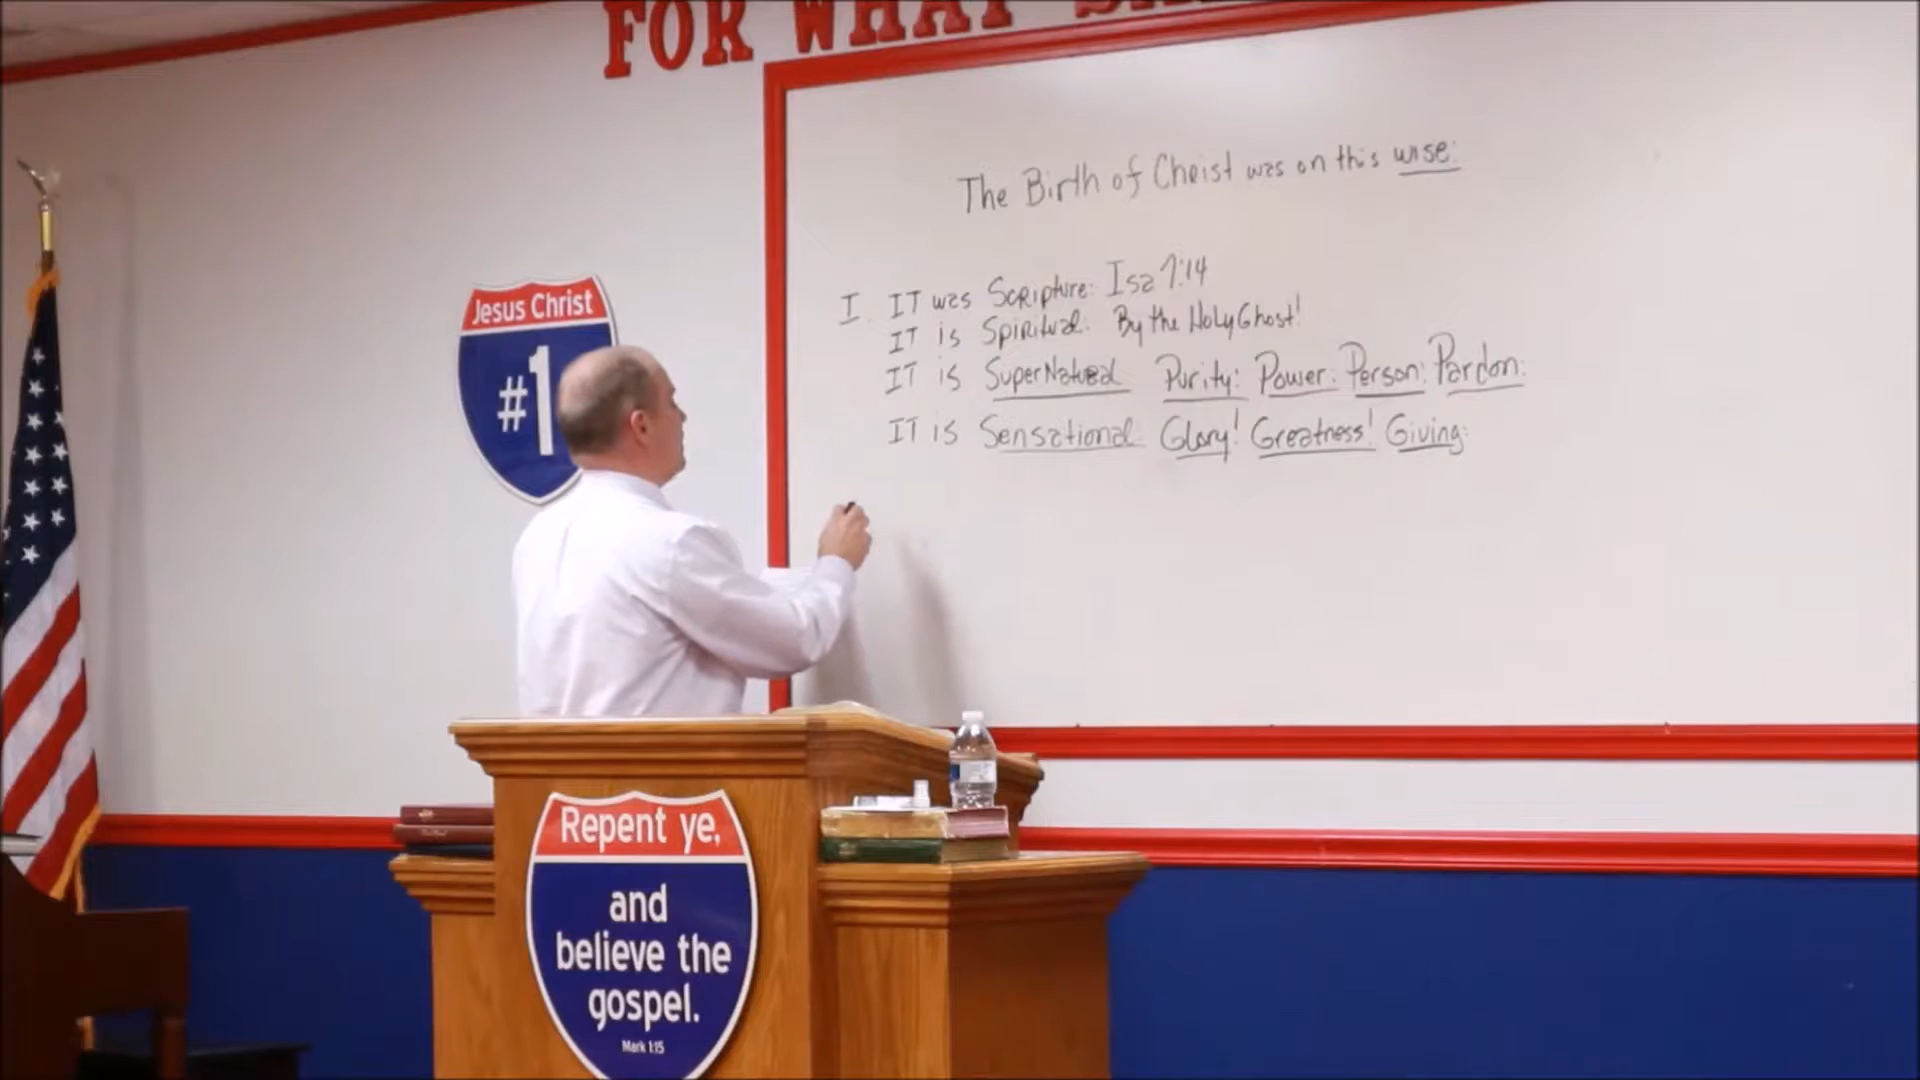 FOR WHAT
The Birth of Christ was on this wise:
I. IT was Scripture: Isa 7:14
IT is Spiritual: By the Holy Ghost!
IT is SuperNatural Purity: Power: Person: Pardon:
IT is Sensational: Glory! Greatness! Giving:
Jesus Christ
#1
Repent ye,
and
believe the
gospel.
Mark 1:15